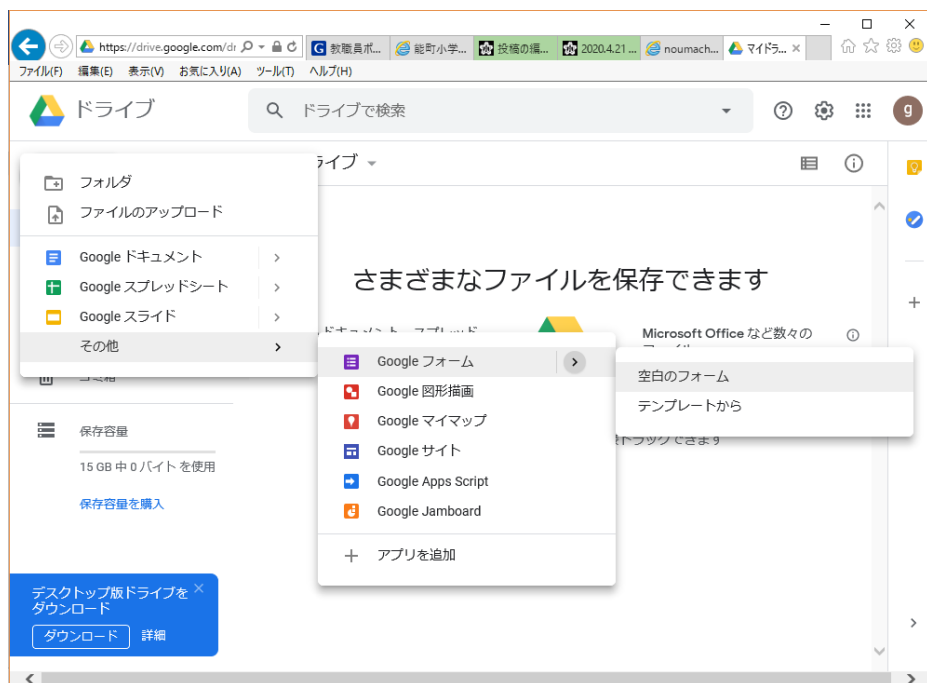 https://drive.google.com/dr
教職員ポ...
能町小学...
投稿の編...
2020.4.21 ...
noumach...
マイドラ...
ファイル(F) 編集(E) 表示(V) お気に入り(A) ツール(T) ヘルプ(H)
ドライブ
ドライブで検索
g
ライブ
フォルダ
ファイルのアップロード
Google ドキュメント
Google スプレッドシート
Google スライド
その他
さまざまなファイルを保存できます
Microsoft Office など数々の
Google フォーム
Google 図形描画
Google マイマップ
Google サイト
Google Apps Script
Google Jamboard
アプリを追加
空白のフォーム
テンプレートから
トラックできます
ゴミ箱
保存容量
15 GB 中 0 バイト を使用
保存容量を購入
デスクトップ版ドライブを
ダウンロード
ダウンロード 詳細